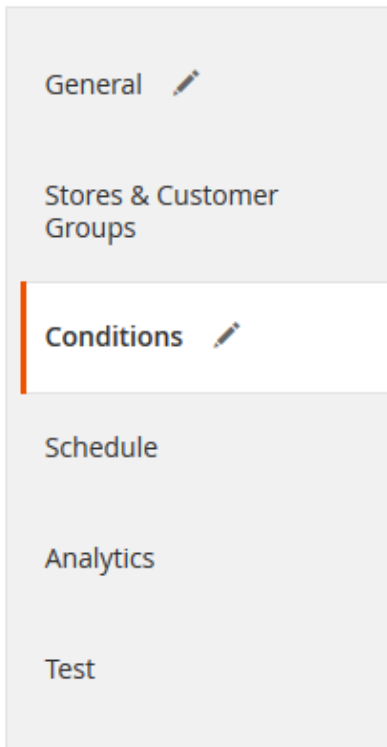 General
Stores & Customer
Groups
Conditions
Schedule
Analytics
Test